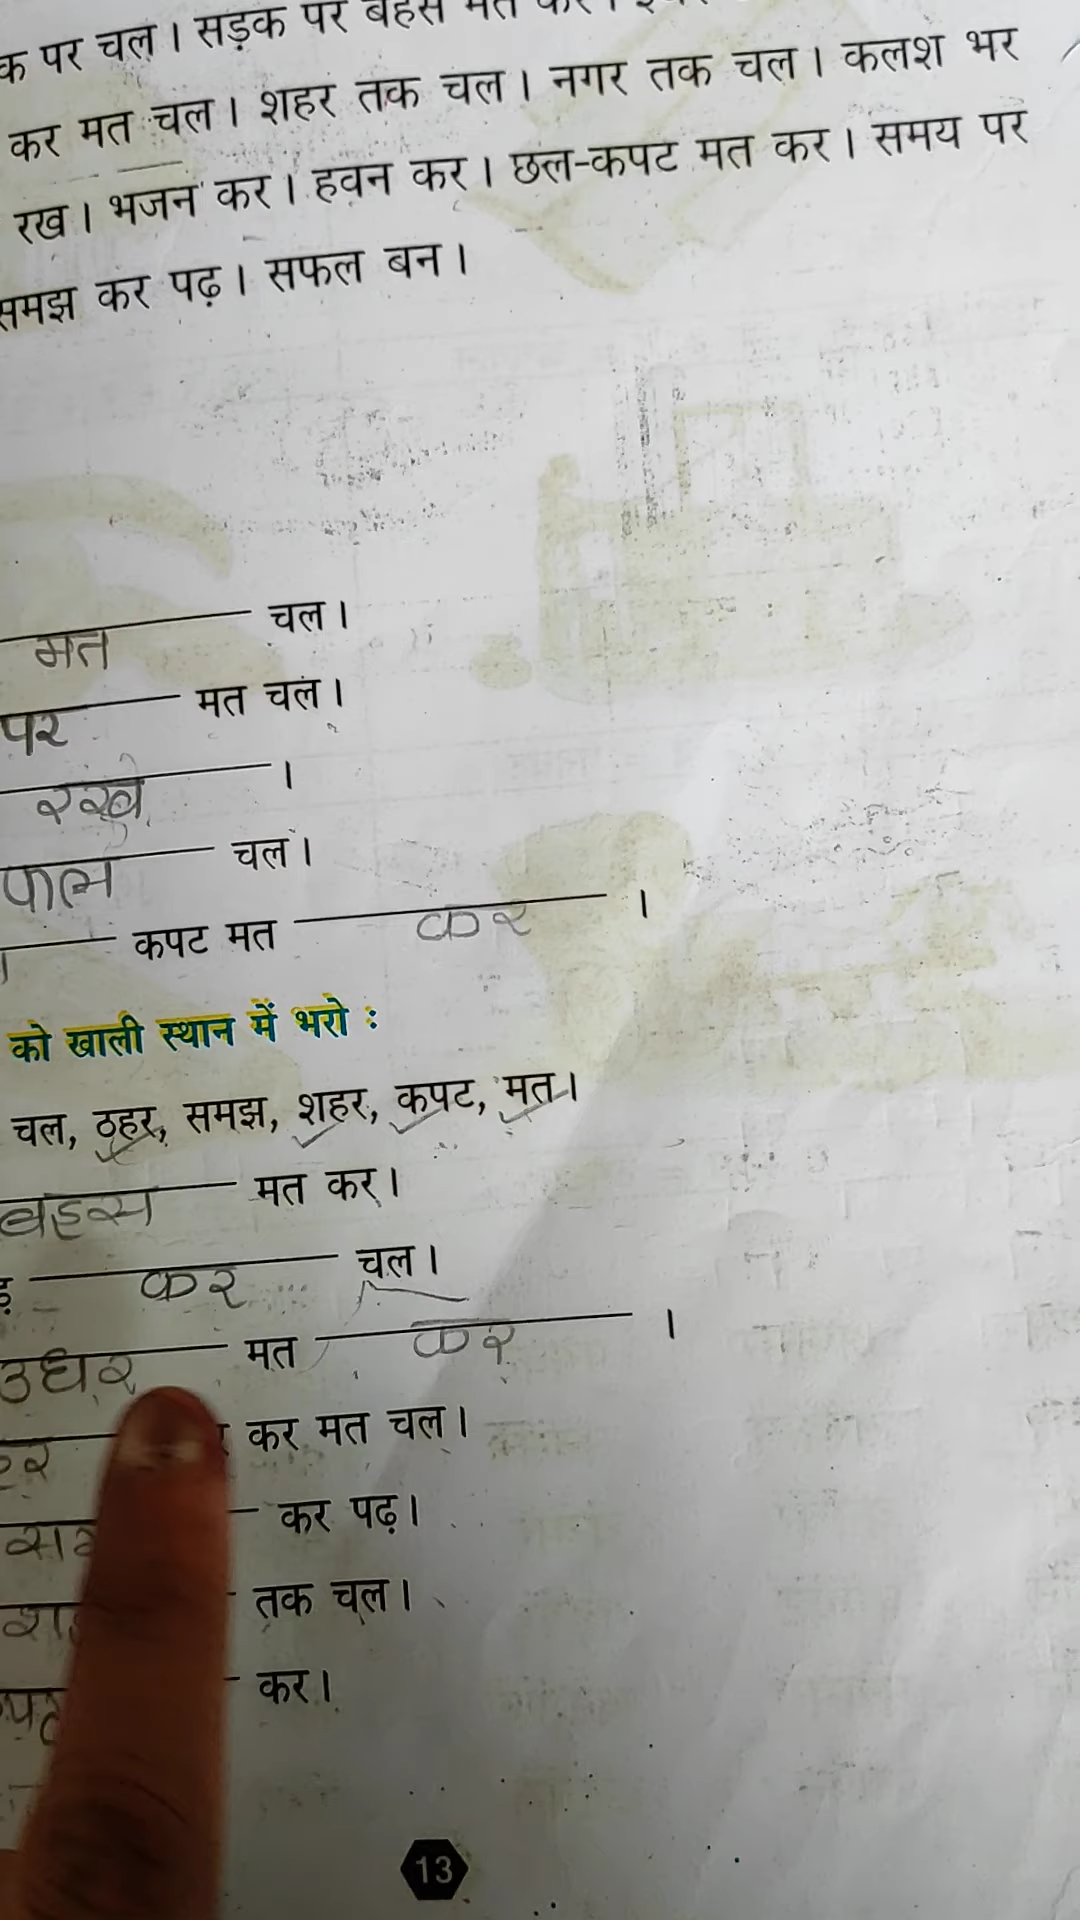 क पर चल। सड़क पर बहस मत
कर मत चल। शहर तक चल। नगर तक चल। कलश भर
रख। भजन कर। हवन कर। छल-कपट मत कर। समय पर
समझ कर पढ़। सफल बन।
चल।
मत
मत चल।
पर
।
रखे
चल।
पाल
कपट मत कर ।
को खाली स्थान में भरो :
चल, ठहर, समझ, शहर, कपट, मत।
बहस मत कर।
ड़ कर चल।
उधर मत कर ।
कर मत चल।
कर पढ़।
तक चल।
कर।
13